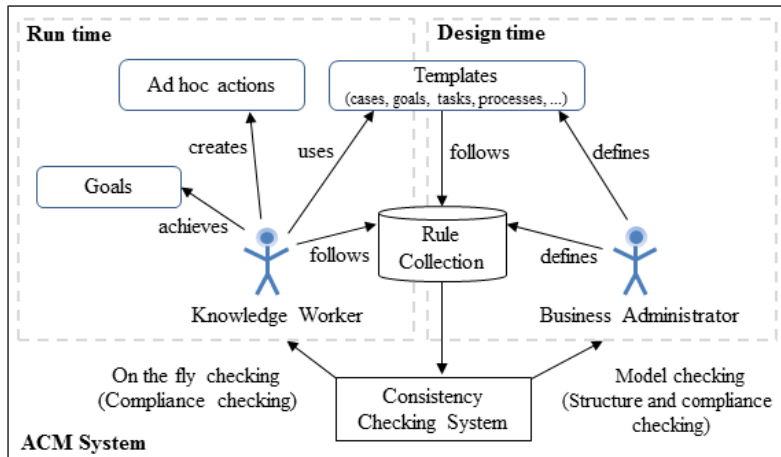 Run time
Design time
Ad hoc actions
Templates
(cases, goals, tasks, processes, ...)
creates
uses
follows
defines
Goals
achieves
follows
Rule
Collection
defines
Knowledge Worker
Business Administrator
On the fly checking
(Compliance checking)
Consistency
Checking System
Model checking
(Structure and compliance
checking)
ACM System